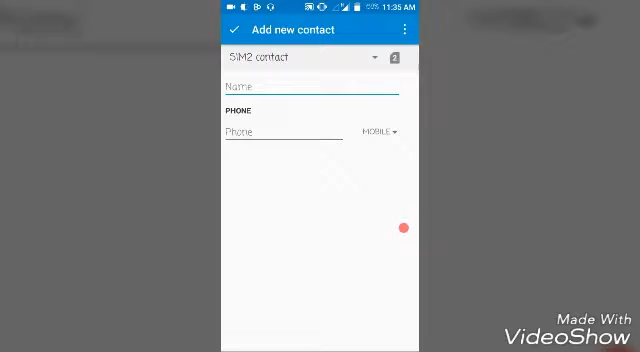 11:35 AM
Add new contact
SIM2 contact
2
Name
PHONE
Phone
MOBILE
Made With
VideoShow